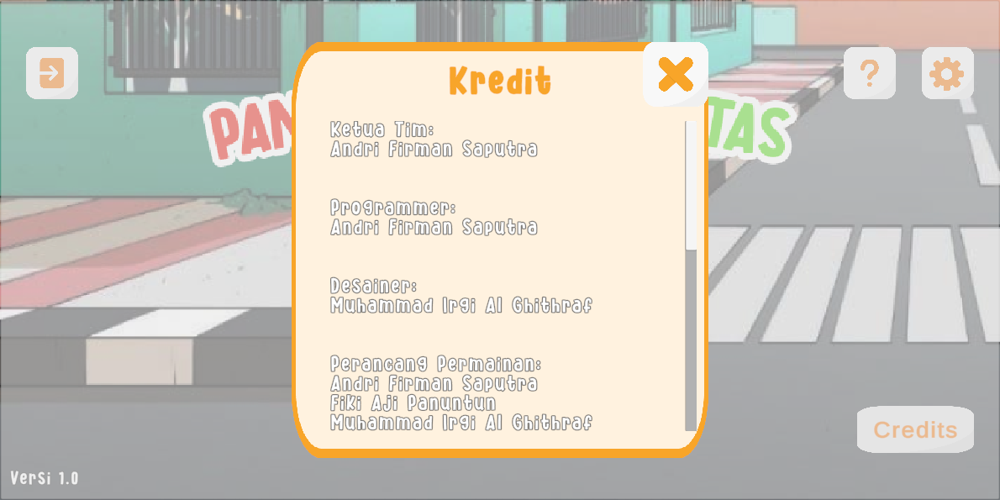 Kredit
?
PAN
TAS
Ketua Tim:
Andri Firman Saputra
Programmer:
Andri Firman Saputra
Desainer:
Muhammad Irgi Al Ghithraf
Perancang Permainan:
Andri Firman Saputra
Fiki Aji Panuntun
Muhammad Irgi Al Ghithraf
Credits
Versi 1.0